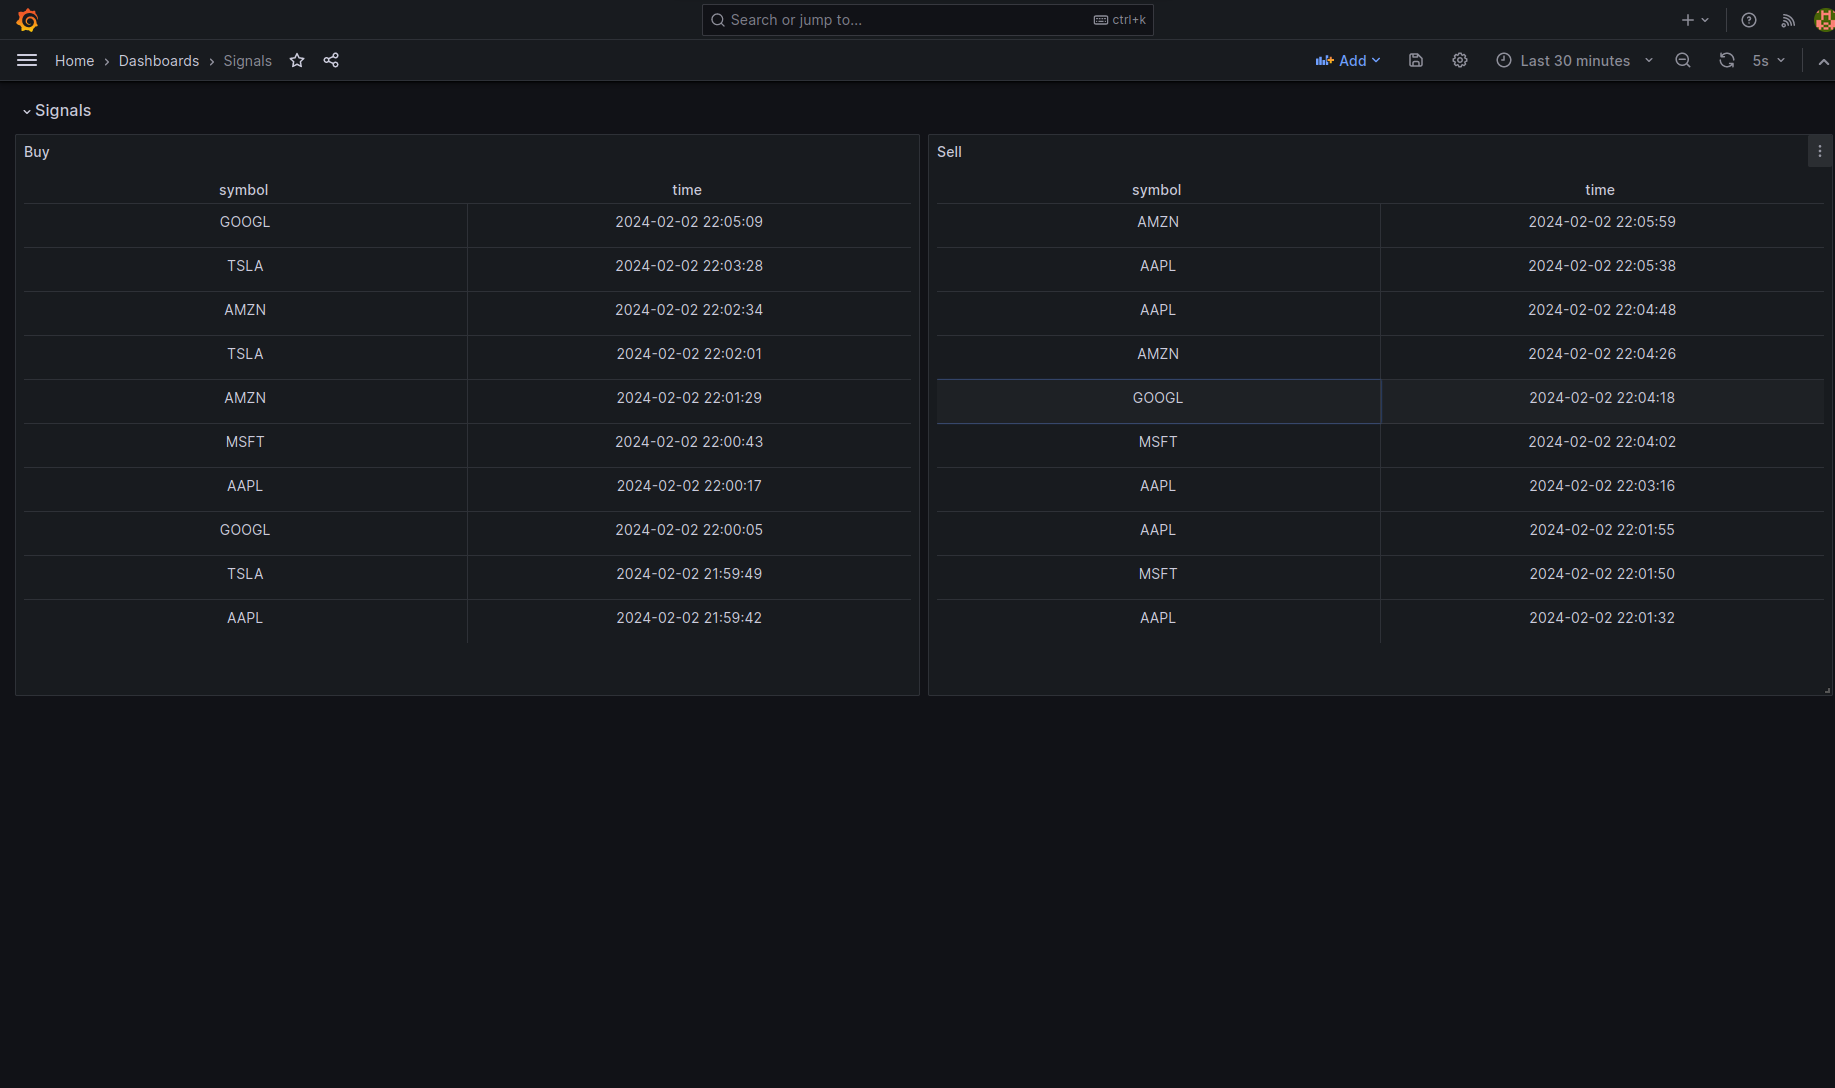 Search or jump to... ctrl+k
Home › Dashboards › Signals Add Last 30 minutes 5s
Signals
Buy
symbol time
GOOGL 2024-02-02 22:05:09
TSLA 2024-02-02 22:03:28
AMZN 2024-02-02 22:02:34
TSLA 2024-02-02 22:02:01
AMZN 2024-02-02 22:01:29
MSFT 2024-02-02 22:00:43
AAPL 2024-02-02 22:00:17
GOOGL 2024-02-02 22:00:05
TSLA 2024-02-02 21:59:49
AAPL 2024-02-02 21:59:42
Sell
symbol time
AMZN 2024-02-02 22:05:59
AAPL 2024-02-02 22:05:38
AAPL 2024-02-02 22:04:48
AMZN 2024-02-02 22:04:26
GOOGL 2024-02-02 22:04:18
MSFT 2024-02-02 22:04:02
AAPL 2024-02-02 22:03:16
AAPL 2024-02-02 22:01:55
MSFT 2024-02-02 22:01:50
AAPL 2024-02-02 22:01:32